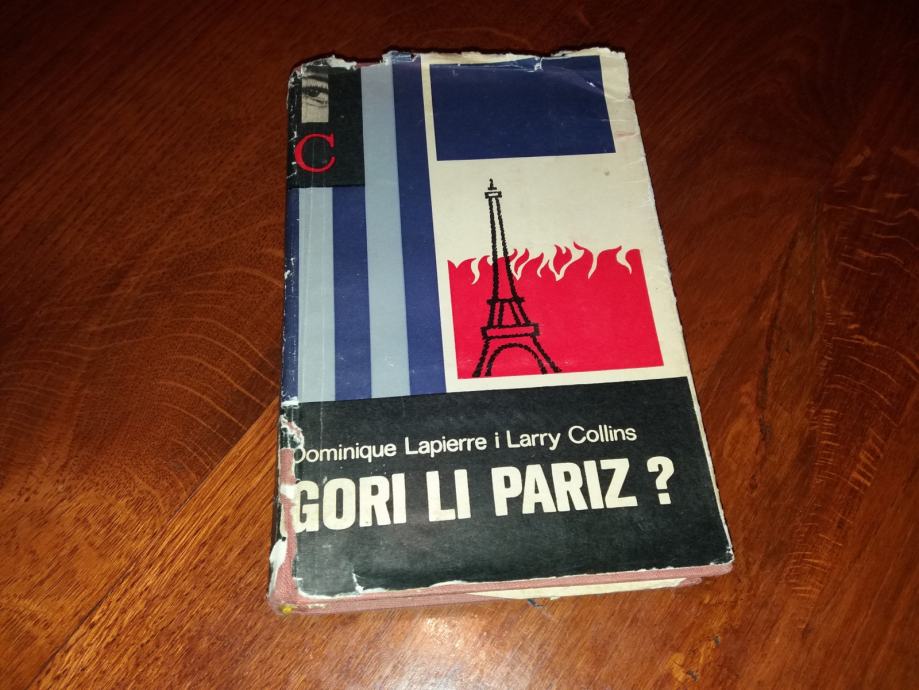 C
Dominique Lapierre i Larry Collins
GORI LI PARIZ ?